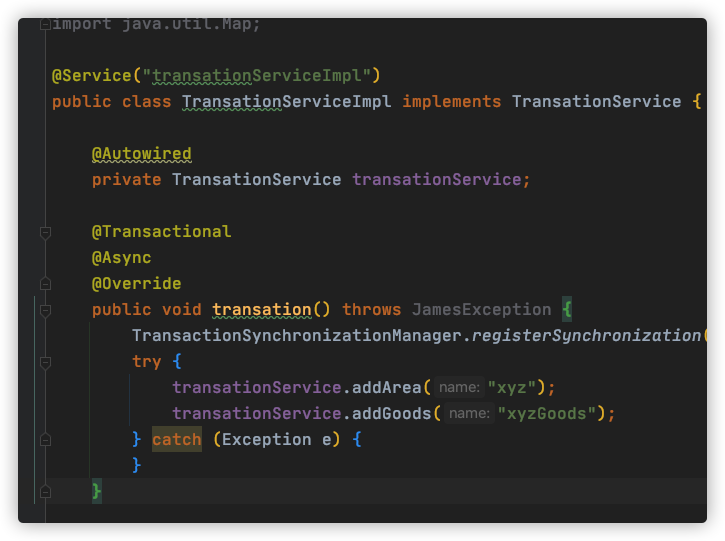 import java.util.Map;
@Service("transationServiceImpl")
public class TransationServiceImpl implements TransationService {
@Autowired
private TransationService transationService;
@Transactional
@Async
@Override
public void transation() throws JamesException {
TransactionSynchronizationManager.registerSynchronization(
try {
transationService.addArea( name: "xyz");
transationService.addGoods( name: "xyzGoods");
} catch (Exception e) {
}
}